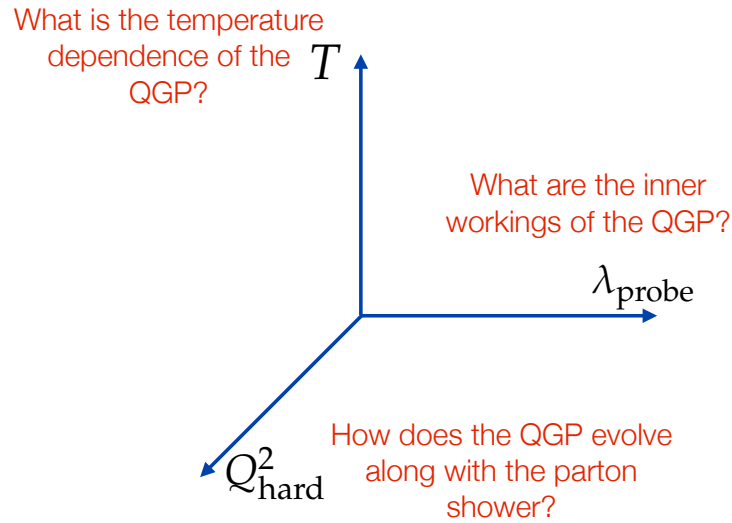 What is the temperature
dependence of the
QGP?
T
What are the inner
workings of the QGP?
λprobe
How does the QGP evolve
along with the parton
shower?
Q²hard